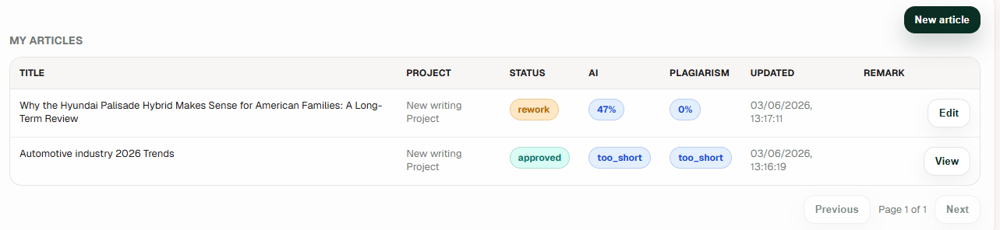 New article
MY ARTICLES
TITLE PROJECT STATUS AI PLAGIARISM UPDATED REMARK
Why the Hyundai Palisade Hybrid Makes Sense for American Families: A Long-
Term Review
New writing
Project
rework
47%
0%
03/06/2026,
13:17:11
Edit
Automotive industry 2026 Trends
New writing
Project
approved
too_short
too_short
03/06/2026,
13:16:19
View
Previous Page 1 of 1 Next